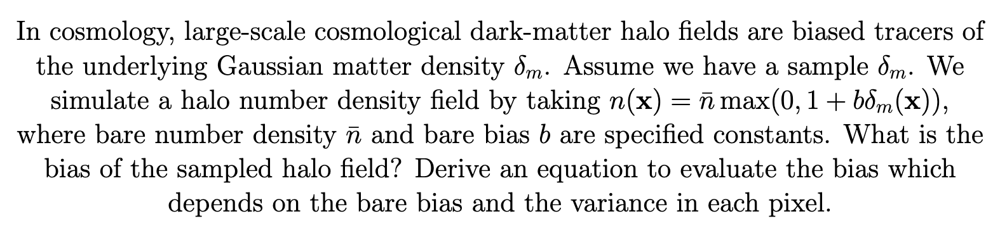 In cosmology, large-scale cosmological dark-matter halo fields are biased tracers of
the underlying Gaussian matter density δₘ. Assume we have a sample δₘ. We
simulate a halo number density field by taking n(𝐱) = n̄ max(0, 1 + bδₘ(𝐱)),
where bare number density n̄ and bare bias b are specified constants. What is the
bias of the sampled halo field? Derive an equation to evaluate the bias which
depends on the bare bias and the variance in each pixel.